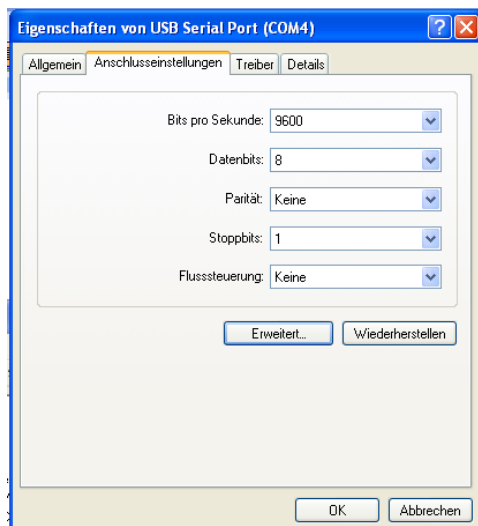 Eigenschaften von USB Serial Port (COM4)
Allgemein Anschlusseinstellungen Treiber Details
Bits pro Sekunde: 9600
Datenbits: 8
Parität: Keine
Stoppbits: 1
Flusssteuerung: Keine
Erweitert... Wiederherstellen
OK Abbrechen